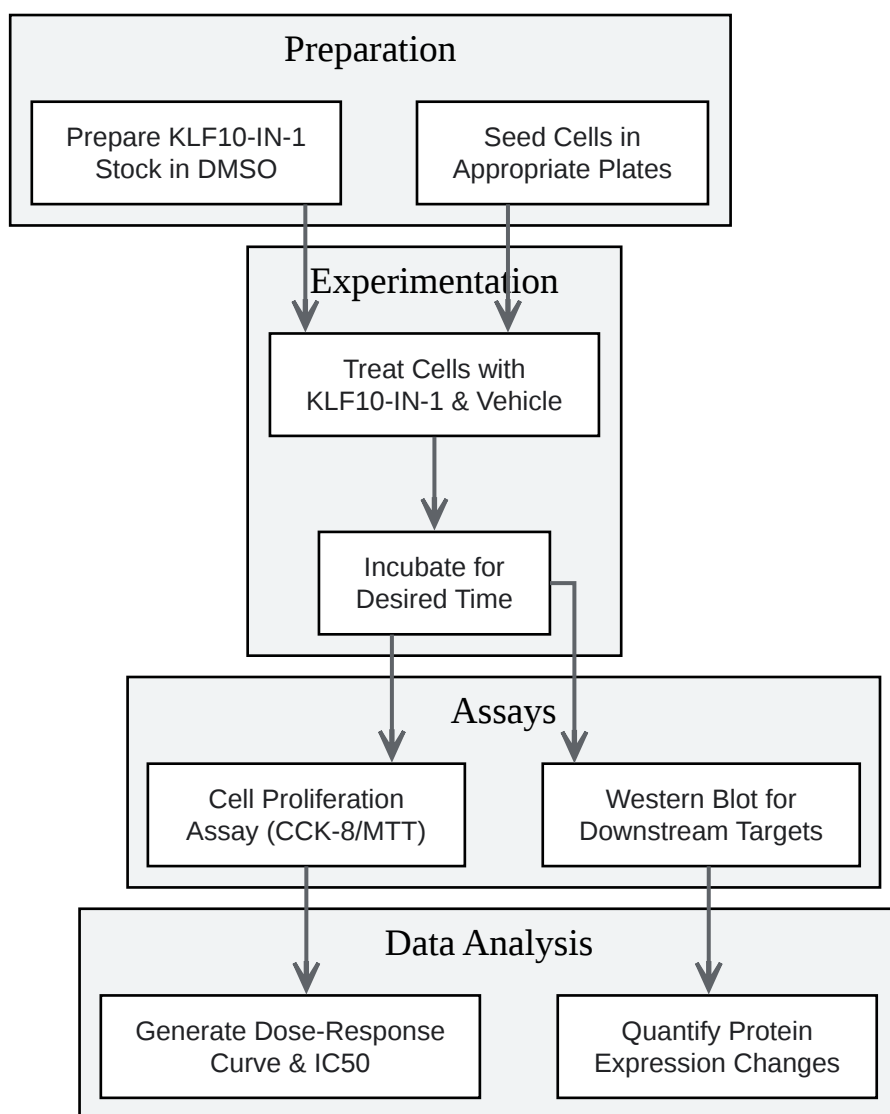 Preparation
Prepare KLF10-IN-1
Stock in DMSO
Seed Cells in
Appropriate Plates
Experimentation
Treat Cells with
KLF10-IN-1 & Vehicle
Incubate for
Desired Time
Assays
Cell Proliferation
Assay (CCK-8/MTT)
Western Blot for
Downstream Targets
Data Analysis
Generate Dose-Response
Curve & IC50
Quantify Protein
Expression Changes